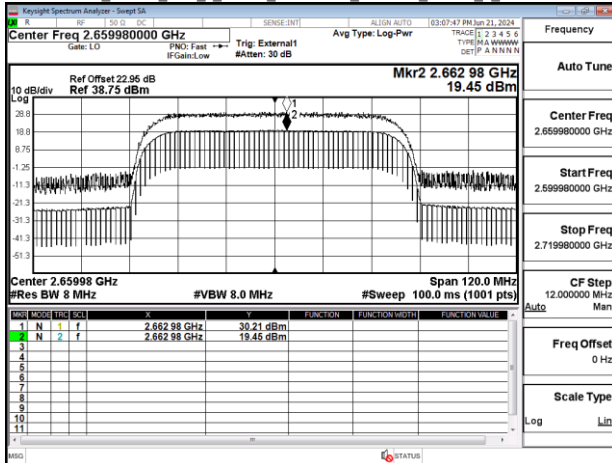 Keysight Spectrum Analyzer - Swept SA
R RF 50 Ω DC SENSE:INT ALIGN AUTO 03:07:47 PM Jun 21, 2024
Center Freq 2.659980000 GHz
Gate: LO
PNO: Fast
IFGain:Low
Trig: External1
#Atten: 30 dB
Avg Type: Log-Pwr
TRACE 1 2 3 4 5 6
TYPE M A W W W W
DET P A N N N N
Frequency
Auto Tune
Center Freq
2.659980000 GHz
Start Freq
2.599980000 GHz
Stop Freq
2.719980000 GHz
CF Step
12.000000 MHz
Auto Man
Freq Offset
0 Hz
Scale Type
Log Lin
Ref Offset 22.95 dB
10 dB/div Ref 38.75 dBm
Log
Mkr2 2.662 98 GHz
19.45 dBm
28.8
18.8
8.75
-1.25
-11.3
-21.3
-31.3
-41.3
-51.3
1
2
Center 2.65998 GHz Span 120.0 MHz
#Res BW 8 MHz #VBW 8.0 MHz #Sweep 100.0 ms (1001 pts)
MKR MODE TRC SCL X Y FUNCTION FUNCTION WIDTH FUNCTION VALUE
1 N 1 f 2.662 98 GHz 30.21 dBm
2 N 2 f 2.662 98 GHz 19.45 dBm
3
4
5
6
7
8
9
10
11
MSG STATUS